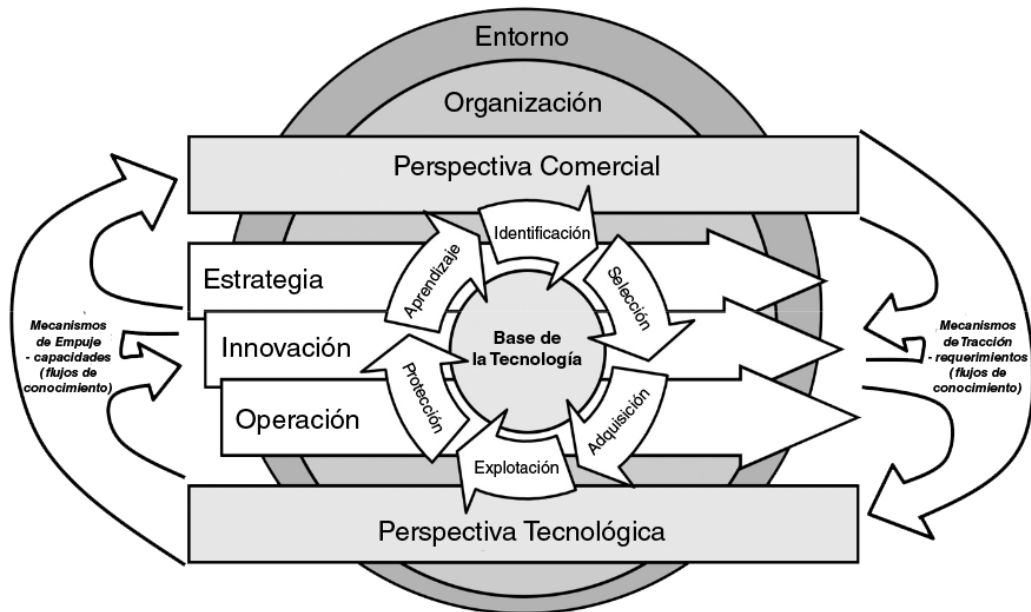 Entorno
Organización
Perspectiva Comercial
Identificación
Aprendizaje
Selección
Estrategia
Innovación
Operación
Base de
la Tecnología
Protección
Adquisición
Explotación
Mecanismos
de Empuje
- capacidades
(flujos de
conocimiento)
Mecanismos
de Tracción
- requerimientos
(flujos de
conocimiento)
Perspectiva Tecnológica